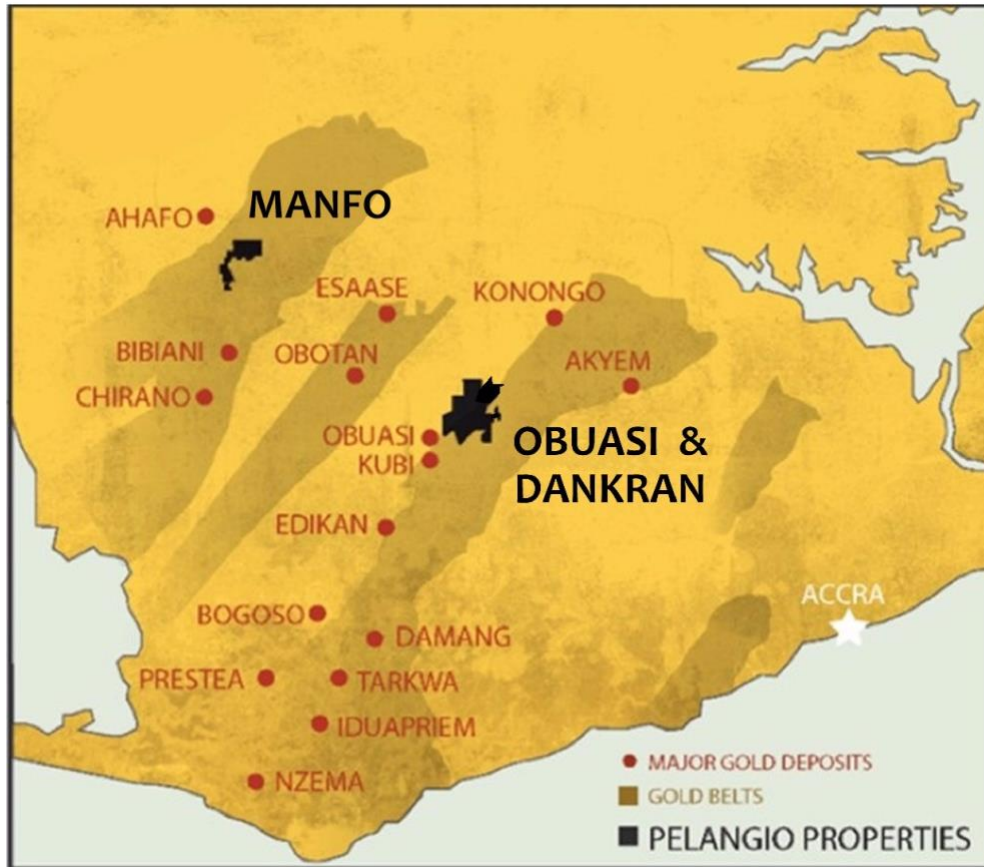 MANFO
AHAFO
ESAASE
KONONGO
BIBIANI
OBOTAN
AKYEM
CHIRANO
OBUASI
KUBI
OBUASI &
DANKRAN
EDIKAN
ACCRA
BOGOSO
DAMANG
PRESTEA
TARKWA
IDUAPRIEM
NZEMA
MAJOR GOLD DEPOSITS
GOLD BELTS
PELANGIO PROPERTIES